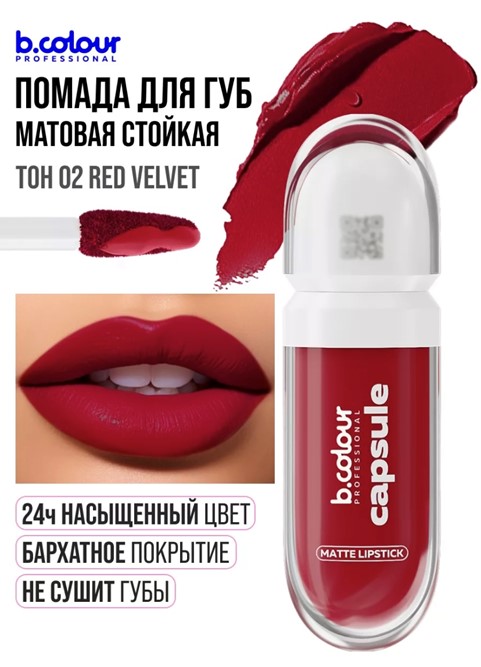 b.colour
PROFESSIONAL
ПОМАДА ДЛЯ ГУБ
МАТОВАЯ СТОЙКАЯ
ТОН 02 RED VELVET
b.colour
PROFESSIONAL
capsule
MATTE LIPSTICK
24ч НАСЫЩЕННЫЙ ЦВЕТ
БАРХАТНОЕ ПОКРЫТИЕ
НЕ СУШИТ ГУБЫ